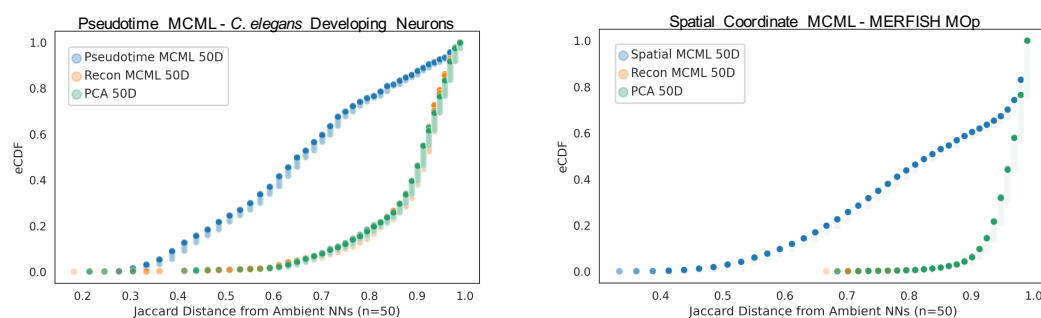 Pseudotime MCML - C. elegans Developing Neurons
1.0
0.8
0.6
0.4
0.2
0.0
eCDF
Pseudotime MCML 50D
Recon MCML 50D
PCA 50D
0.2 0.3 0.4 0.5 0.6 0.7 0.8 0.9 1.0
Jaccard Distance from Ambient NNs (n=50)
Spatial Coordinate MCML - MERFISH MOp
1.0
0.8
0.6
0.4
0.2
0.0
eCDF
Spatial MCML 50D
Recon MCML 50D
PCA 50D
0.4 0.5 0.6 0.7 0.8 0.9 1.0
Jaccard Distance from Ambient NNs (n=50)